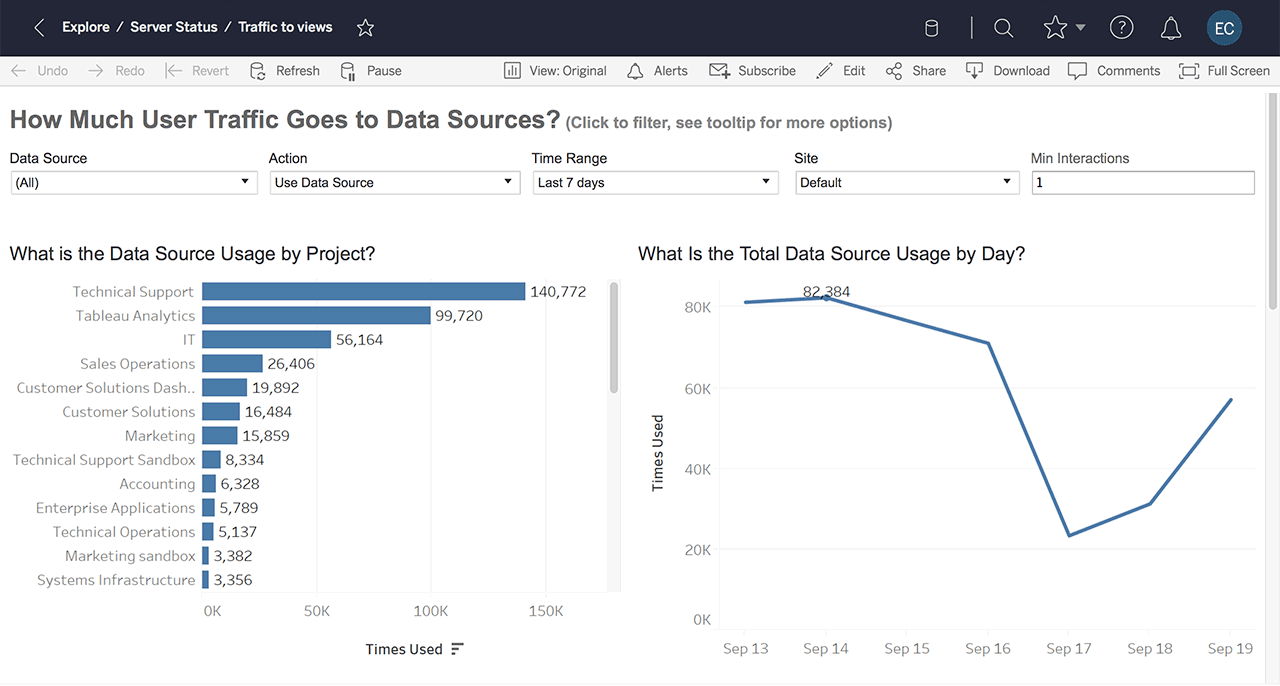 Explore / Server Status / Traffic to views
EC
Undo Redo Revert Refresh Pause View: Original Alerts Subscribe Edit Share Download Comments Full Screen
How Much User Traffic Goes to Data Sources? (Click to filter, see tooltip for more options)
Data Source Action Time Range Site Min Interactions
(All) Use Data Source Last 7 days Default 1
What is the Data Source Usage by Project?
Technical Support 140,772
Tableau Analytics 99,720
IT 56,164
Sales Operations 26,406
Customer Solutions Dash.. 19,892
Customer Solutions 16,484
Marketing 15,859
Technical Support Sandbox 8,334
Accounting 6,328
Enterprise Applications 5,789
Technical Operations 5,137
Marketing sandbox 3,382
Systems Infrastructure 3,356
0K 50K 100K 150K
Times Used
What Is the Total Data Source Usage by Day?
82,384
80K
60K
40K
20K
0K
Times Used
Sep 13 Sep 14 Sep 15 Sep 16 Sep 17 Sep 18 Sep 19